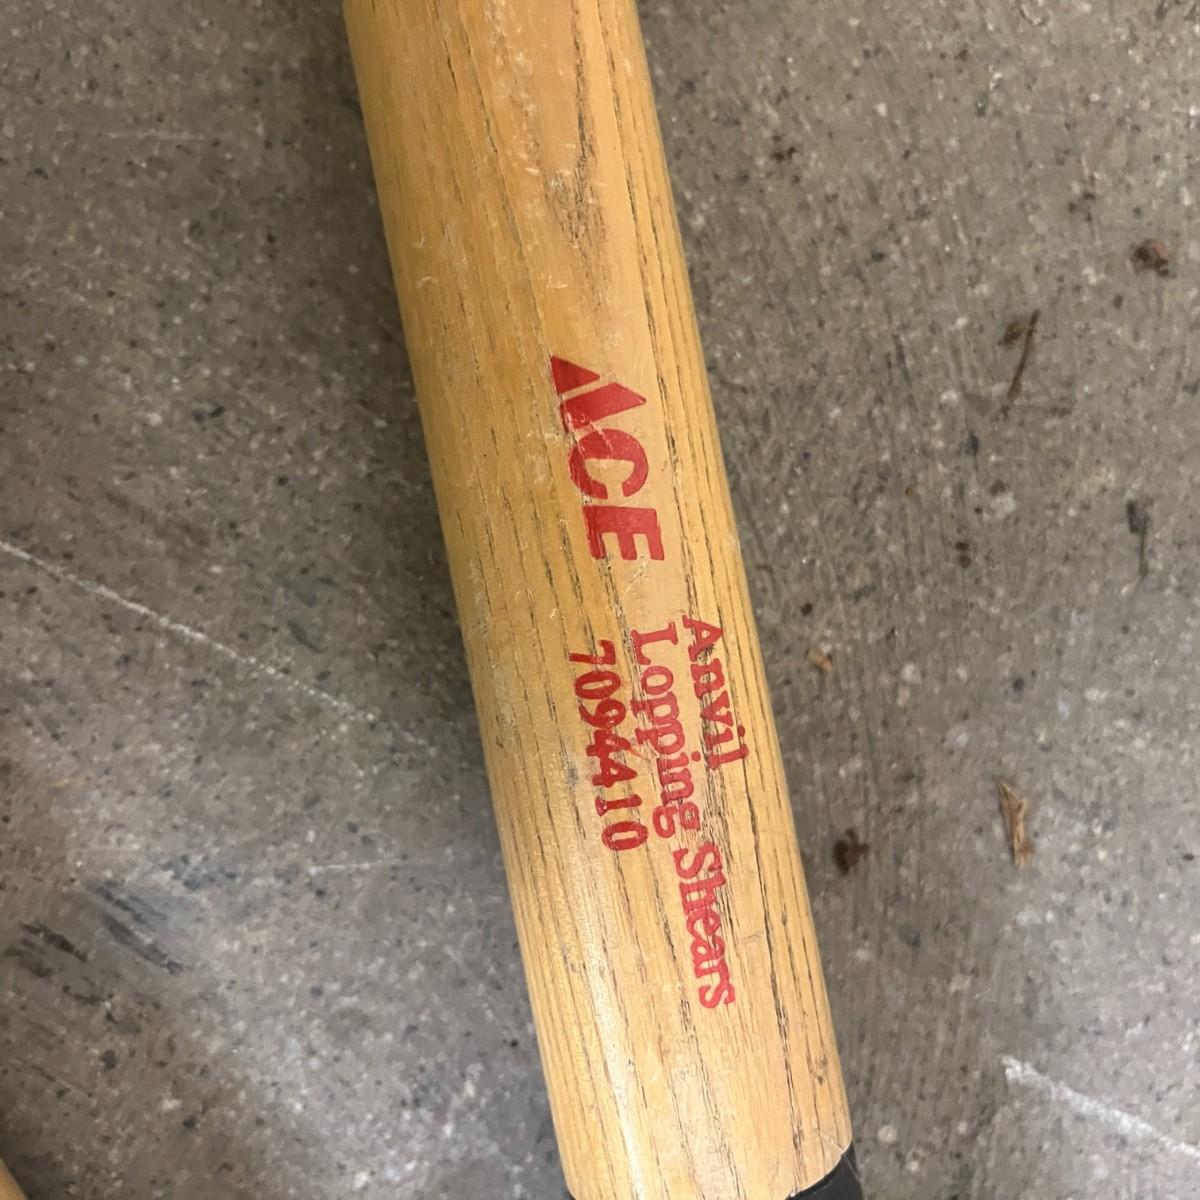 ACE
Anvil
Lopping Shears
7094410